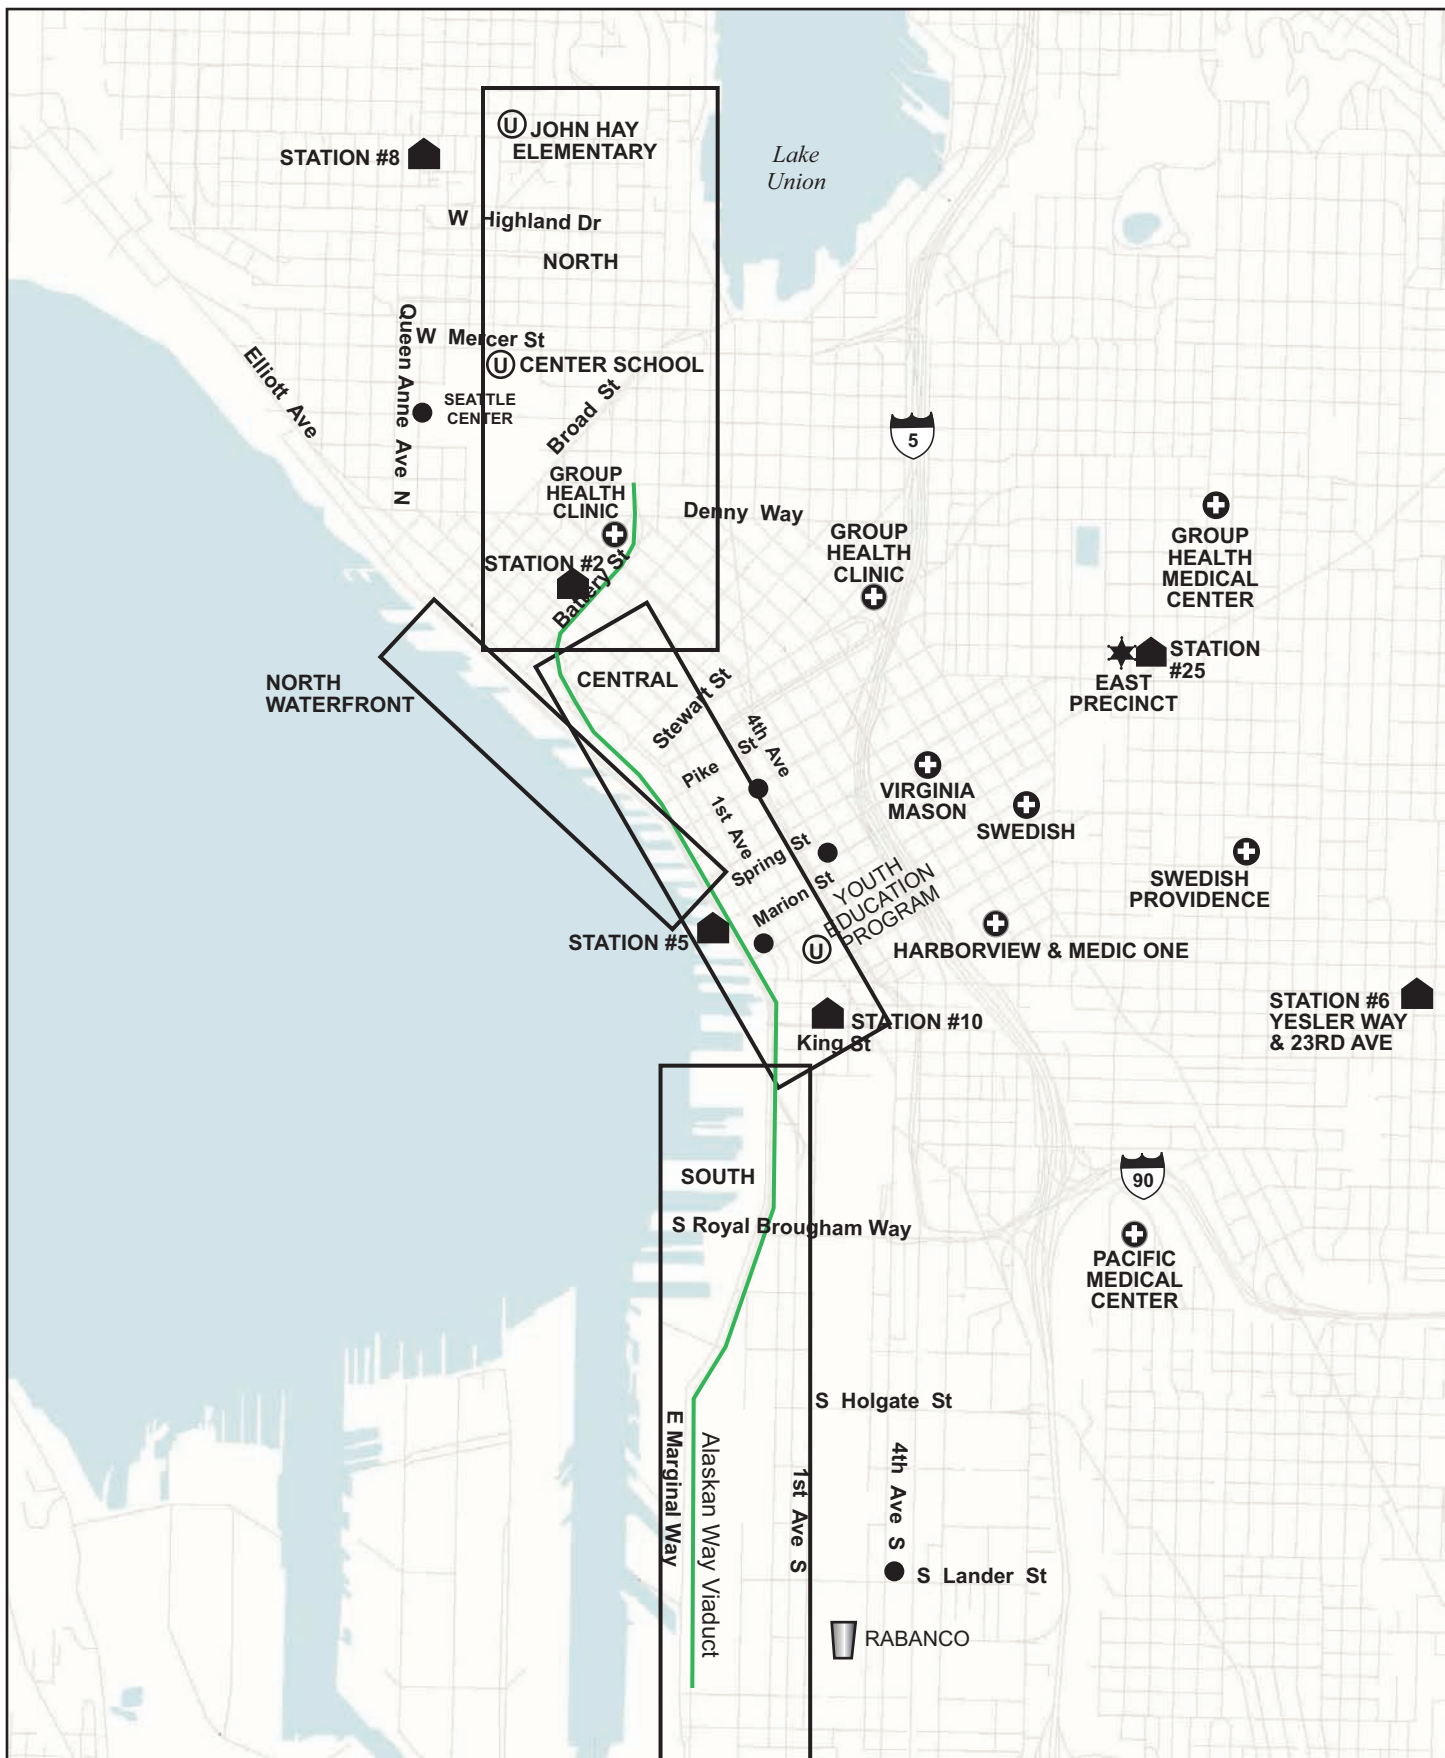 U JOHN HAY
ELEMENTARY
STATION #8
Lake
Union
W Highland Dr
NORTH
Queen Anne Ave N
W Mercer St
Elliott Ave
U CENTER SCHOOL
SEATTLE
CENTER
Broad St
5
GROUP
HEALTH
CLINIC
Denny Way
GROUP
HEALTH
CLINIC
GROUP
HEALTH
MEDICAL
CENTER
STATION #2
Battery St
STATION
#25
EAST
PRECINCT
NORTH
WATERFRONT
CENTRAL
Stewart St
4th Ave
Pike St
1st Ave
VIRGINIA
MASON
SWEDISH
Spring St
Marion St
YOUTH
EDUCATION
PROGRAM
U
SWEDISH
PROVIDENCE
STATION #5
HARBORVIEW & MEDIC ONE
STATION #6
YESLER WAY
& 23RD AVE
STATION #10
King St
SOUTH
90
S Royal Brougham Way
PACIFIC
MEDICAL
CENTER
S Holgate St
E Marginal Way
Alaskan Way Viaduct
1st Ave S
4th Ave S
S Lander St
RABANCO